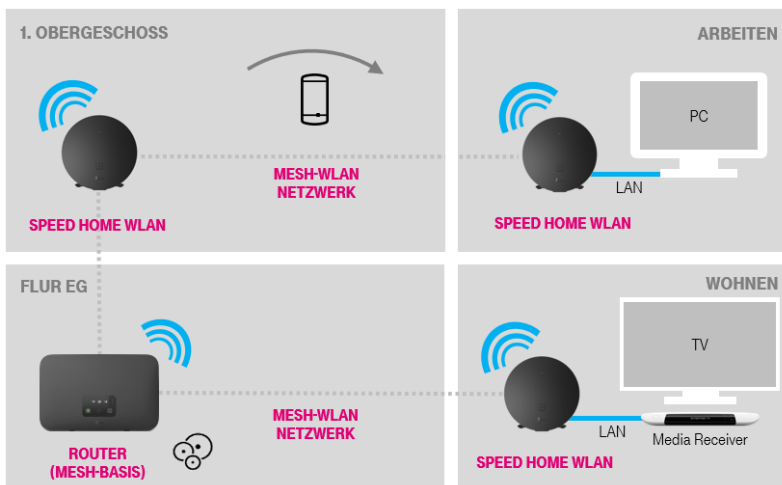 1. OBERGESCHOSS
MESH-WLAN
NETZWERK
SPEED HOME WLAN
ARBEITEN
PC
LAN
SPEED HOME WLAN
FLUR EG
MESH-WLAN
NETZWERK
ROUTER
(MESH-BASIS)
WOHNEN
TV
LAN
Media Receiver
SPEED HOME WLAN